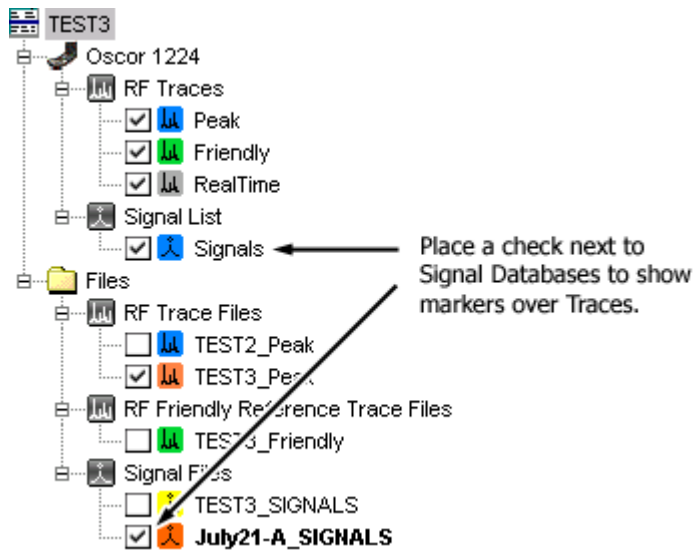 TEST3
Oscor 1224
RF Traces
Peak
Friendly
RealTime
Signal List
Signals
Place a check next to
Signal Databases to show
markers over Traces.
Files
RF Trace Files
TEST2_Peak
TEST3_Peak
RF Friendly Reference Trace Files
TEST3_Friendly
Signal Files
TEST3_SIGNALS
July21-A_SIGNALS